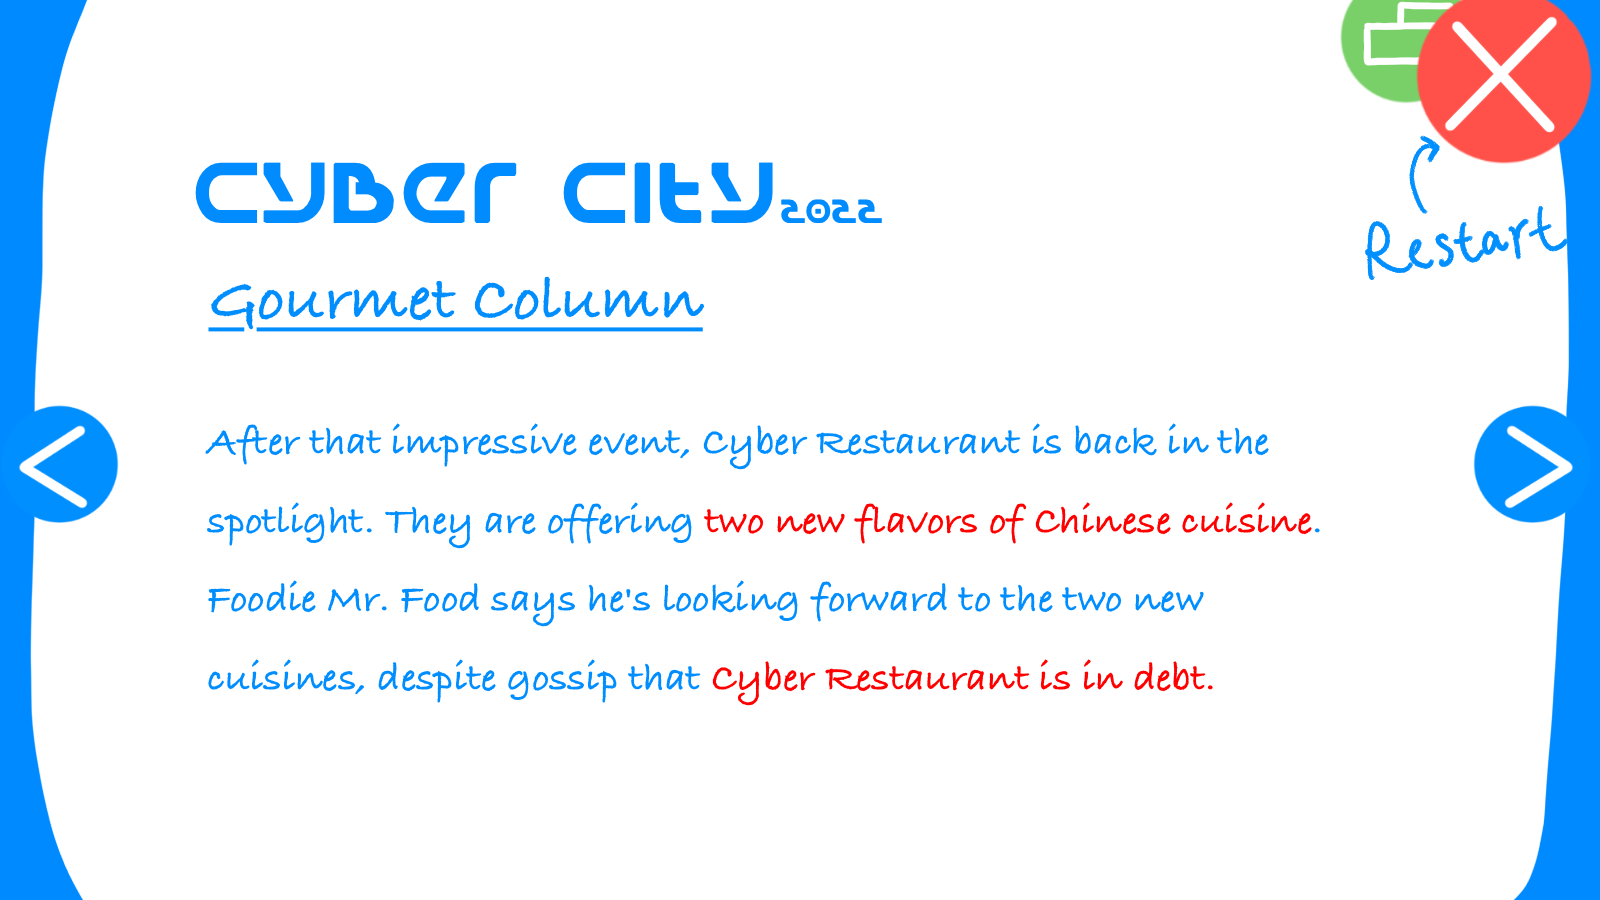 Cyber City 2022
Gourmet Column
Restart
After that impressive event, Cyber Restaurant is back in the
spotlight. They are offering two new flavors of Chinese cuisine.
Foodie Mr. Food says he's looking forward to the two new
cuisines, despite gossip that Cyber Restaurant is in debt.